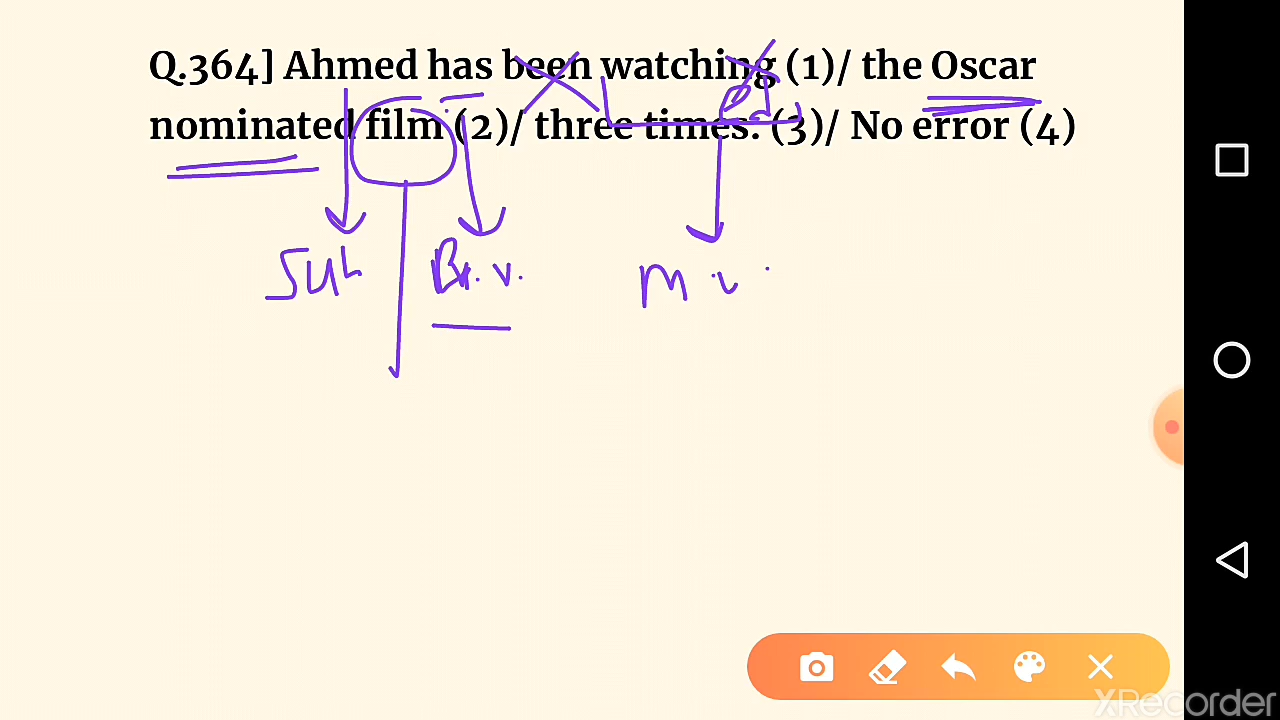 Q.364] Ahmed has been watching (1)/ the Oscar
nominated film (2)/ three times. (3)/ No error (4)
ed
Sub
H.v.
M.v.
XRecorder